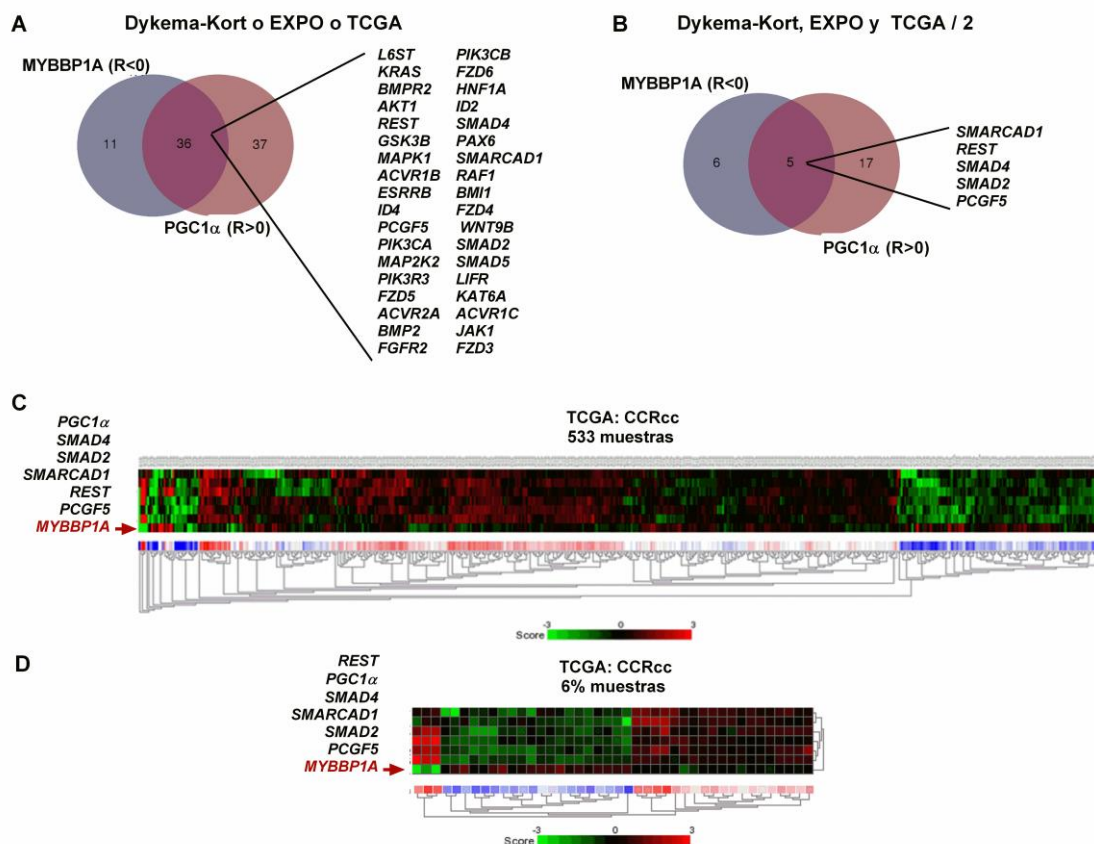 A
Dykema-Kort o EXPO o TCGA
MYBBP1A (R<0)
11
36
37
PGC1α (R>0)
L6ST PIK3CB
KRAS FZD6
BMPR2 HNF1A
AKT1 ID2
REST SMAD4
GSK3B PAX6
MAPK1 SMARCAD1
ACVR1B RAF1
ESRRB BMI1
ID4 FZD4
PCGF5 WNT9B
PIK3CA SMAD2
MAP2K2 SMAD5
PIK3R3 LIFR
FZD5 KAT6A
ACVR2A ACVR1C
BMP2 JAK1
FGFR2 FZD3
B
Dykema-Kort, EXPO y TCGA / 2
MYBBP1A (R<0)
6
5
17
PGC1α (R>0)
SMARCAD1
REST
SMAD4
SMAD2
PCGF5
C
TCGA: CCRcc
533 muestras
PGC1α
SMAD4
SMAD2
SMARCAD1
REST
PCGF5
MYBBP1A
-3 0 3
Score
D
TCGA: CCRcc
6% muestras
REST
PGC1α
SMAD4
SMARCAD1
SMAD2
PCGF5
MYBBP1A
-3 0 3
Score